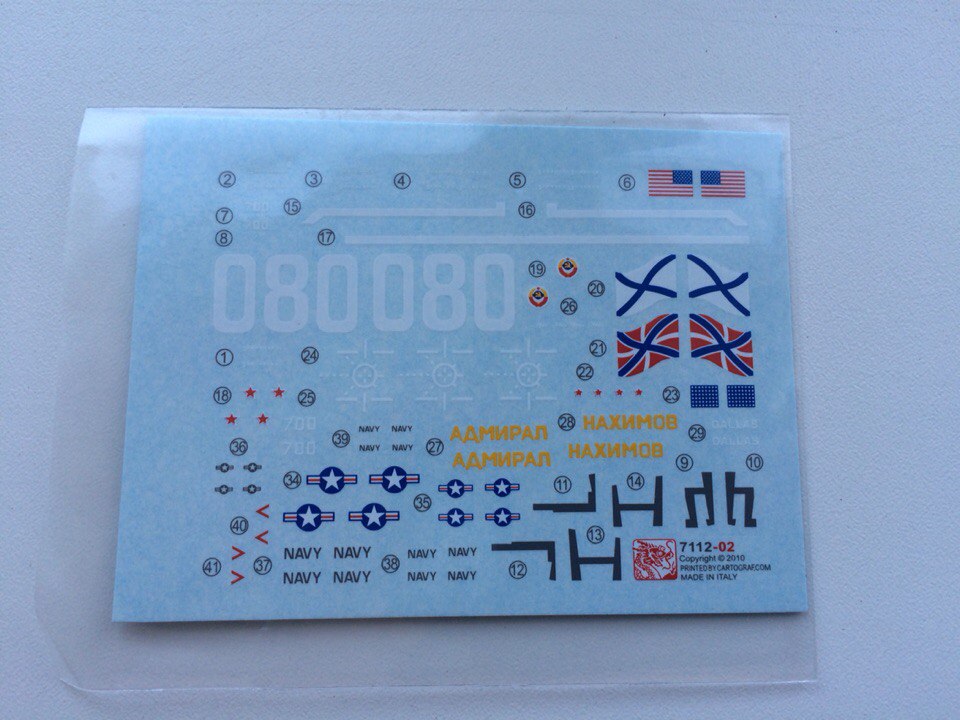 2 3 4 5 6
7 15 16
8 17
080 080 19
20
26
1 24 21
22
18 25 23
700
700 39 NAVY NAVY 27 АДМИРАЛ 28 НАХИМОВ 29 DALLAS
36 NAVY NAVY АДМИРАЛ НАХИМОВ DALLAS
34 35 11 14 9 10
40 13
NAVY NAVY NAVY NAVY 7112-02
41 37 38 12 Copyright © 2010
PRINTED BY CARTOGRAF.COM
NAVY NAVY NAVY NAVY MADE IN ITALY